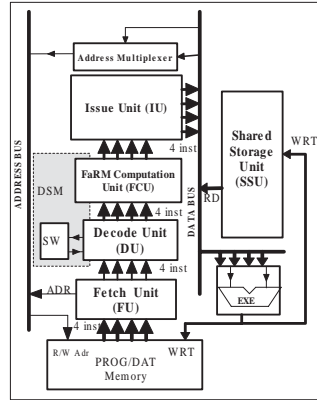 Address Multiplexer
ADDRESS BUS
Issue Unit (IU)
4 inst
DATA BUS
Shared
Storage
Unit
(SSU)
WRT
RD
DSM
FaRM Computation
Unit (FCU)
4 inst
SW
Decode Unit
(DU)
4 inst
EXE
ADR
Fetch Unit
(FU)
4 inst
R/W Adr
WRT
PROG/DAT
Memory